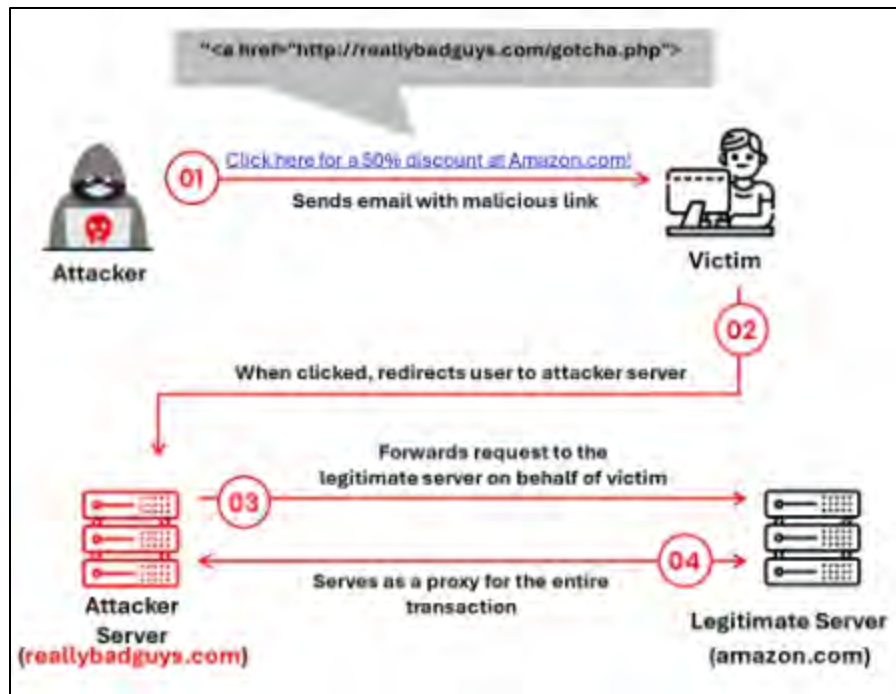 "<a href="http://reallybadguys.com/gotcha.php">
01
Click here for a 50% discount at Amazon.com!
Sends email with malicious link
Attacker
Victim
02
When clicked, redirects user to attacker server
Forwards request to the
legitimate server on behalf of victim
03
04
Serves as a proxy for the entire
transaction
Attacker
Server
(reallybadguys.com)
Legitimate Server
(amazon.com)